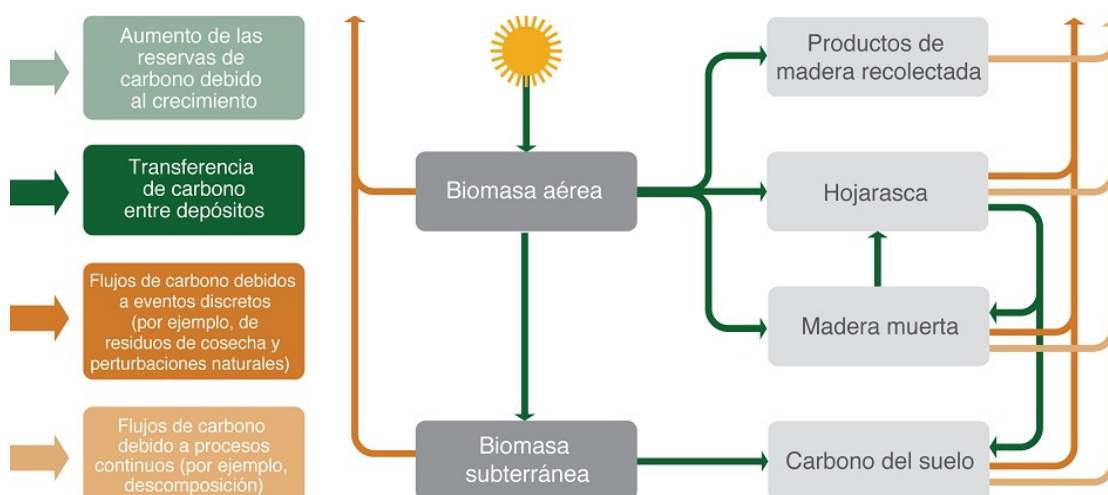 Aumento de las
reservas de
carbono debido
al crecimiento
Transferencia
de carbono
entre depósitos
Flujos de carbono debidos
a eventos discretos
(por ejemplo, de
residuos de cosecha y
perturbaciones naturales)
Flujos de carbono
debido a procesos
continuos (por ejemplo,
descomposición)
Biomasa aérea
Biomasa
subterránea
Productos de
madera recolectada
Hojarasca
Madera muerta
Carbono del suelo